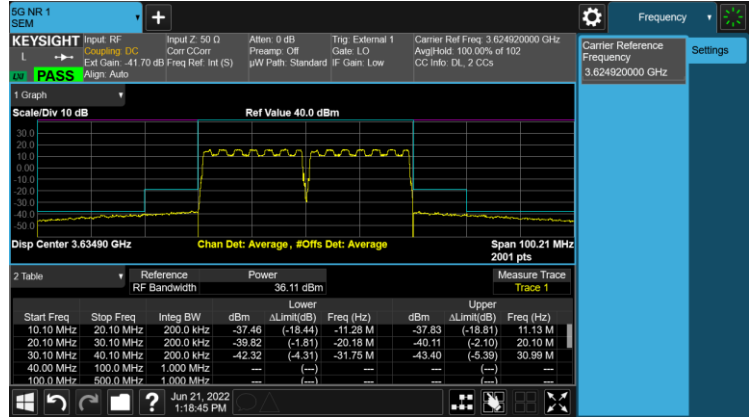 5G NR 1
SEM
Frequency
KEYSIGHT
L
LXI PASS
Input: RF
Coupling: DC
Ext Gain: -41.70 dB
Align: Auto
Input Z: 50 Ω
Corr CCorr
Freq Ref: Int (S)
Atten: 0 dB
Preamp: Off
µW Path: Standard
Trig: External 1
Gate: LO
IF Gain: Low
Carrier Ref Freq: 3.624920000 GHz
Avg|Hold: 100.00% of 102
CC Info: DL, 2 CCs
Carrier Reference
Frequency
3.624920000 GHz
Settings
1 Graph
Scale/Div 10 dB
Ref Value 40.0 dBm
30.0
20.0
10.0
0.00
-10.0
-20.0
-30.0
-40.0
-50.0
Disp Center 3.63490 GHz
Chan Det: Average, #Offs Det: Average
Span 100.21 MHz
2001 pts
2 Table
Reference
RF Bandwidth
Power
36.11 dBm
Measure Trace
Trace 1
Lower Upper
Start Freq Stop Freq Integ BW dBm ΔLimit(dB) Freq (Hz) dBm ΔLimit(dB) Freq (Hz)
10.10 MHz 20.10 MHz 200.0 kHz -37.46 (-18.44) -11.28 M -37.83 (-18.81) 11.13 M
20.10 MHz 30.10 MHz 200.0 kHz -39.82 (-1.81) -20.18 M -40.11 (-2.10) 20.10 M
30.10 MHz 40.10 MHz 200.0 kHz -42.32 (-4.31) -31.75 M -43.40 (-5.39) 30.99 M
40.00 MHz 100.0 MHz 1.000 MHz --- (---) --- --- (---) ---
100.0 MHz 500.0 MHz 1.000 MHz --- (---) --- --- (---) ---
?
Jun 21, 2022
1:18:45 PM